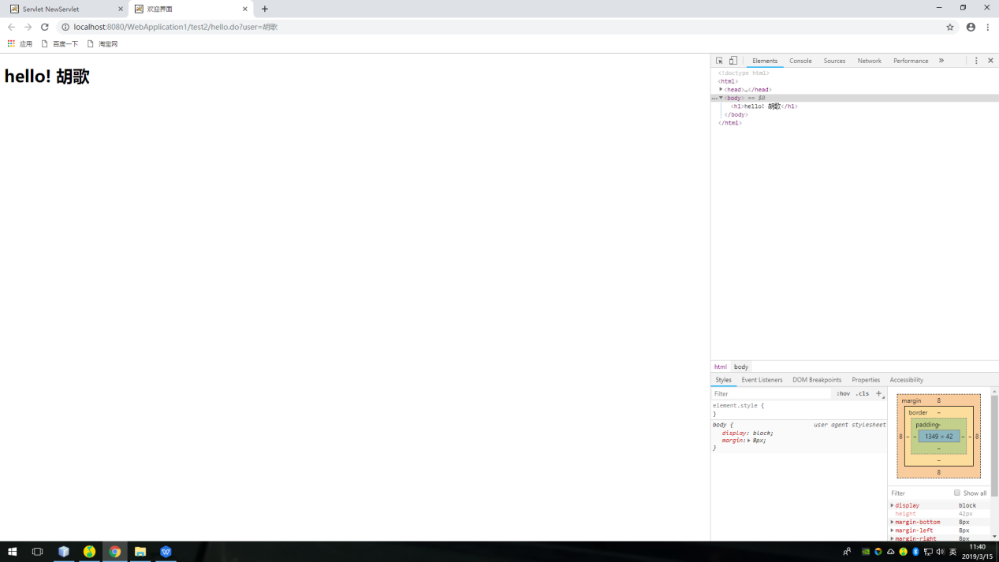 Servlet NewServlet
欢迎界面
localhost:8080/WebApplication1/test2/hello.do?user=胡歌
应用 百度一下 淘宝网
hello! 胡歌
Elements Console Sources Network Performance »
<!doctype html>
<html>
<head>…</head>
<body> == $0
<h1>hello! 胡歌</h1>
</body>
</html>
html body
Styles Event Listeners DOM Breakpoints Properties Accessibility
Filter :hov .cls +
element.style {
}
body { user agent stylesheet
display: block;
margin: 8px;
}
margin 8
border –
padding-
8 – – 1349 × 42 – – 8
–
–
8
Filter Show all
display block
height 42px
margin-bottom 8px
margin-left 8px
margin-right 8px
英
11:40
2019/3/15